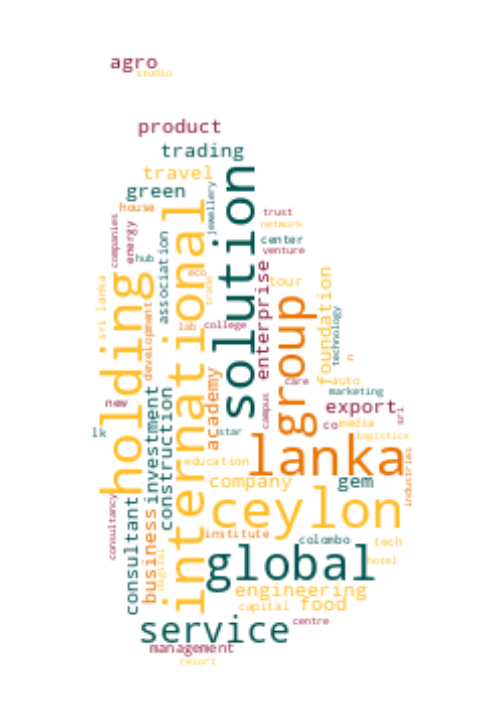 agro
studio
product
trading
travel
green
house
jewellery
solution
international
companies
energy
hub
association
trust
network
center
venture
eco
trade
tour
enterprise
foundation
sri lanka
holding
development
lab
college
group
technology
n
care
auto
marketing
new
academy
campus
export
sri
co
media
logistics
lk
star
investment
construction
lanka
education
company
gem
industries
ceylon
consultancy
consultant
business
digital
institute
colombo
tech
global
hotel
engineering
capital
food
service
centre
management
resort